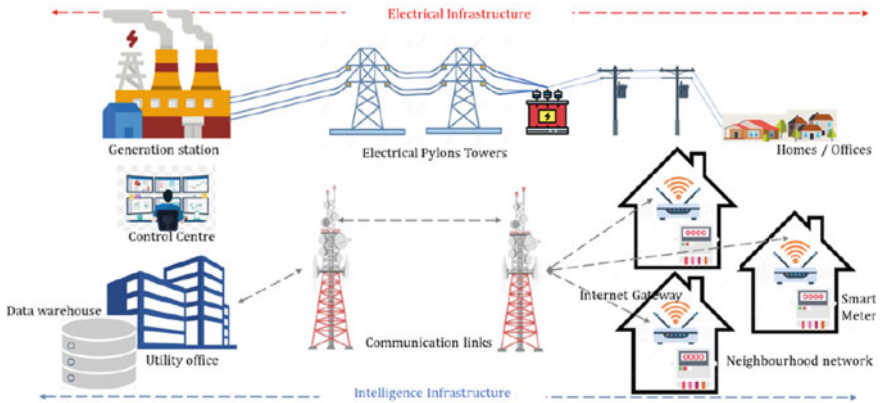 Electrical Infrastructure
Generation station
Electrical Pylons Towers
Homes / Offices
Control Centre
Data warehouse
Utility office
Communication links
Internet Gateway
Smart
Meter
Neighbourhood network
Intelligence Infrastructure